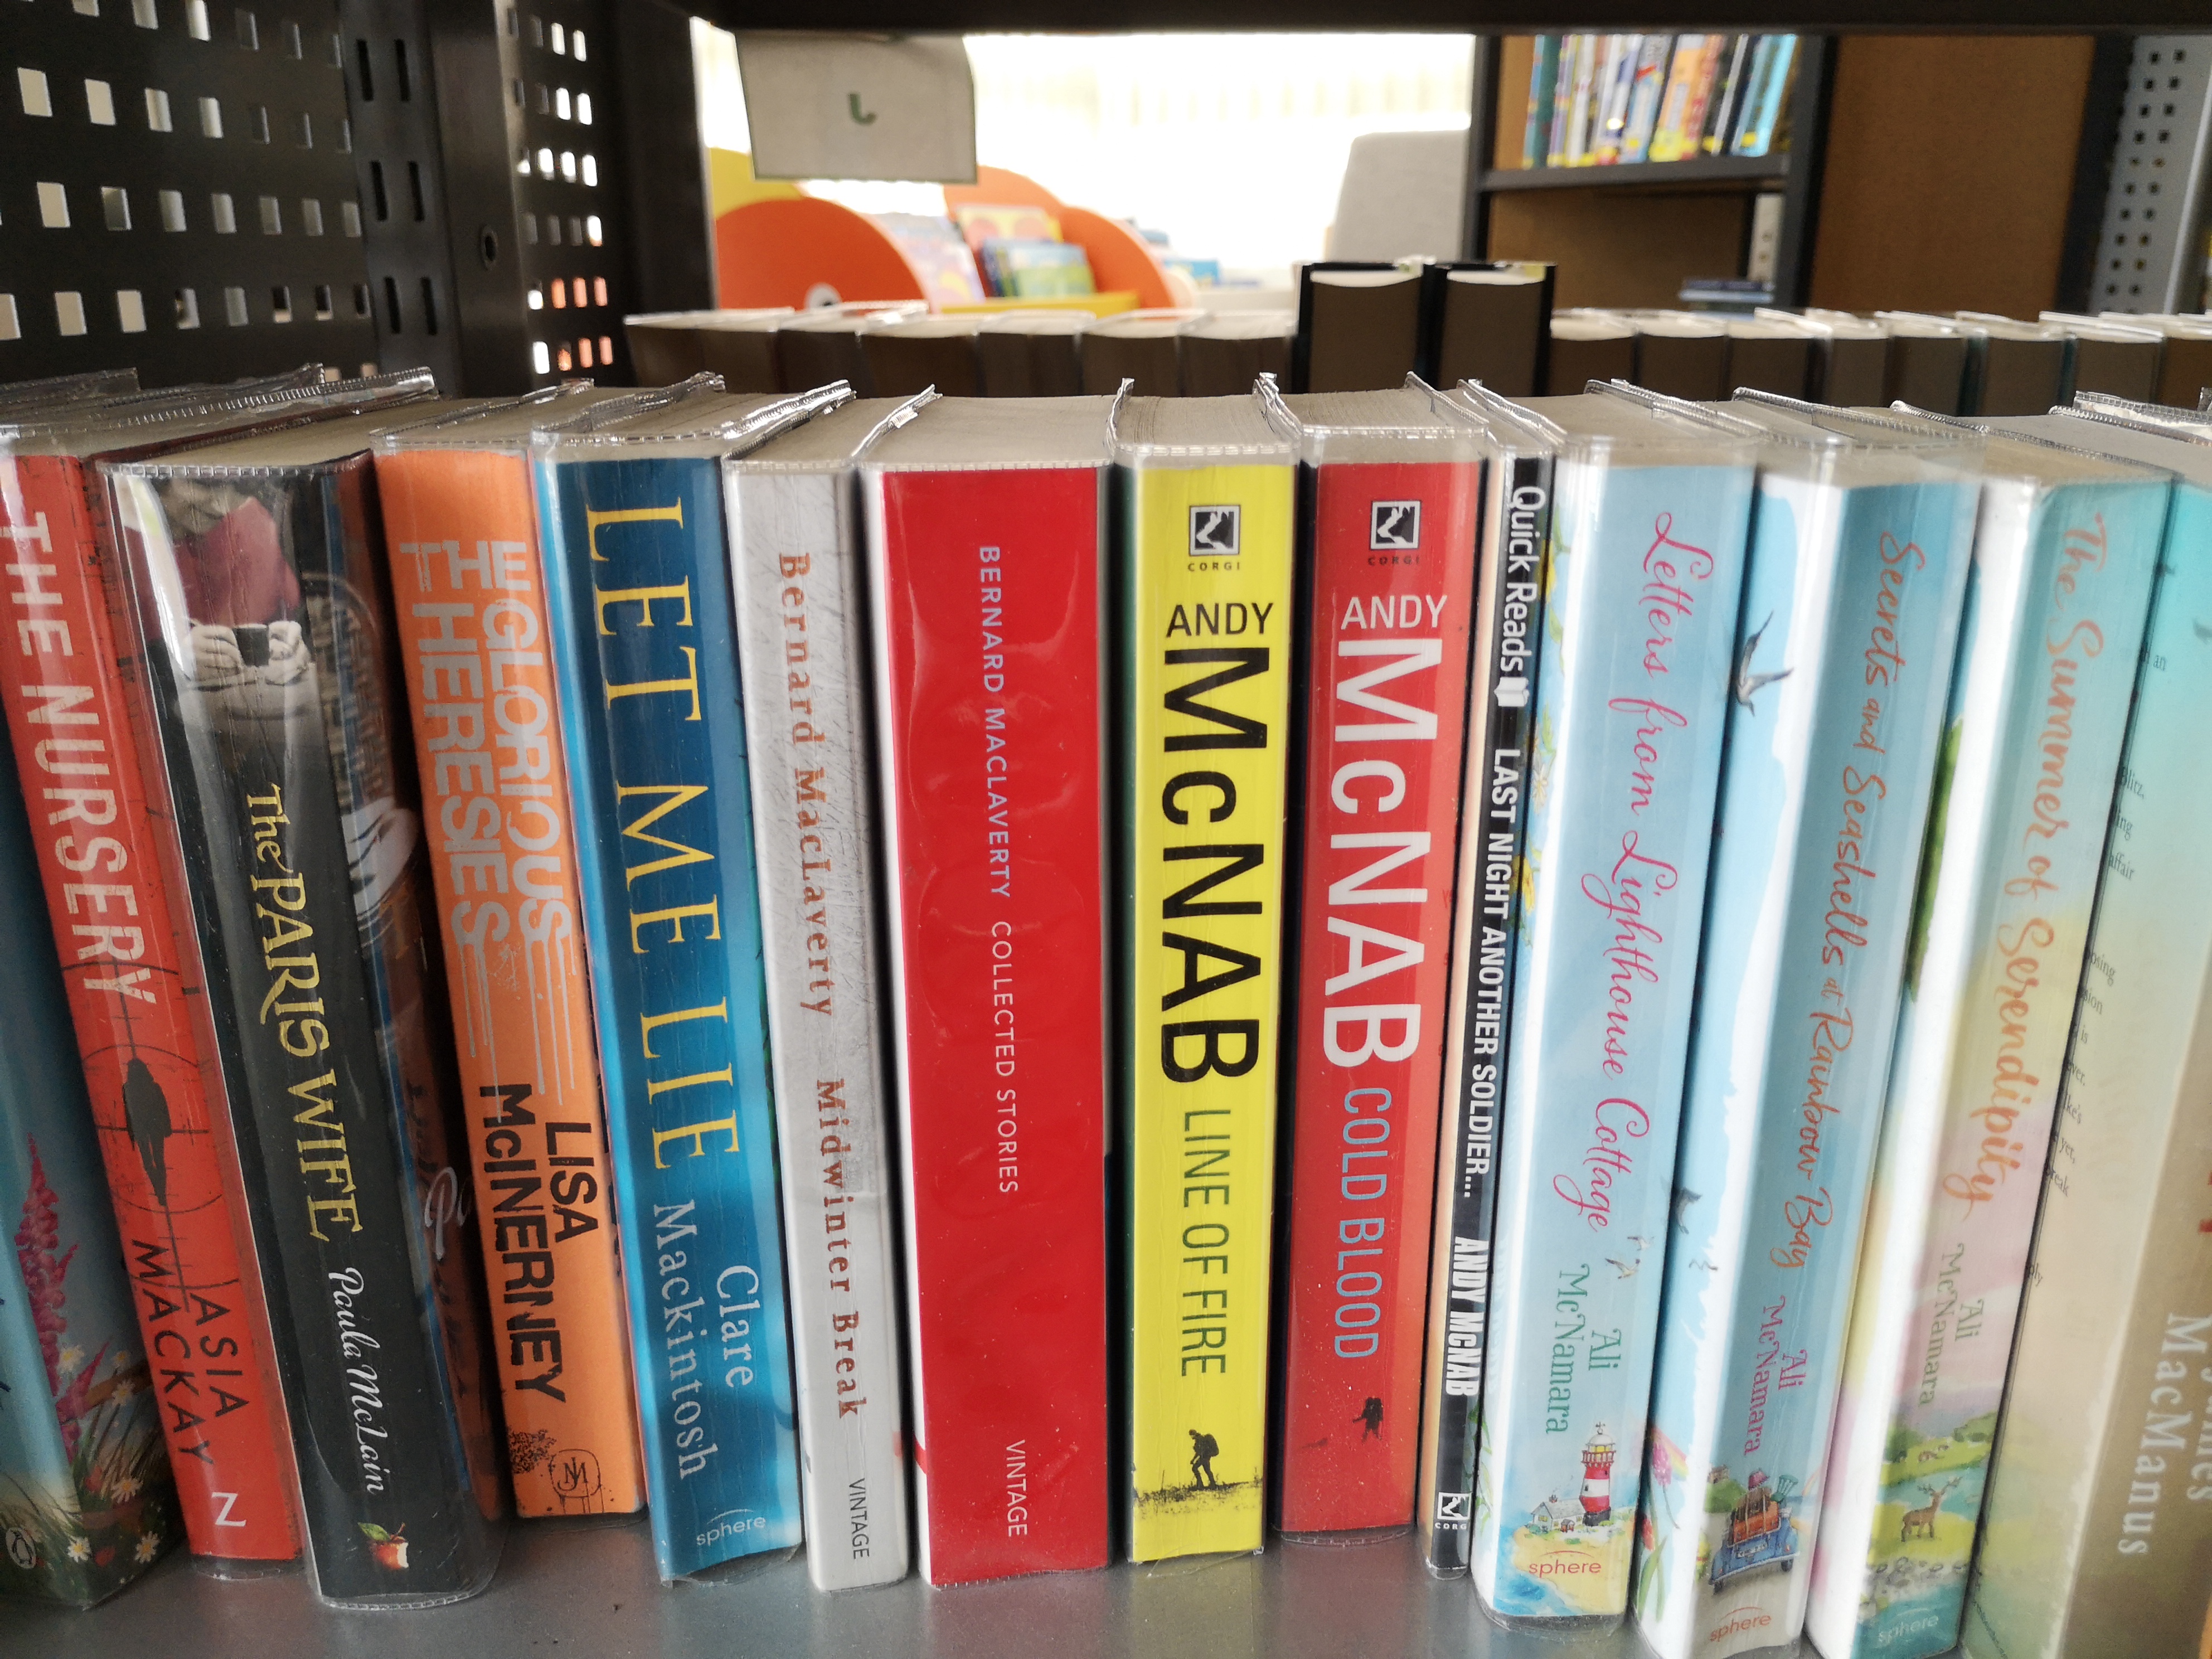 THE NURSERY
ASIA
MACKAY
Z
The PARIS WIFE
Paula McLain
THE GLORIOUS
HERESIES
LISA
McINERNEY
LET ME LIE
Clare
Mackintosh
sphere
Bernard MacLaverty Midwinter Break
VINTAGE
BERNARD MACLAVERTY COLLECTED STORIES
VINTAGE
CORGI
ANDY
McNAB
LINE OF FIRE
CORGI
ANDY
McNAB
COLD BLOOD
Quick Reads
LAST NIGHT ANOTHER SOLDIER...
ANDY McNAB
CORGI
Letters from Lighthouse Cottage
Ali
McNamara
sphere
Secrets and Seashells at Rainbow Bay
Ali
McNamara
sphere
The Summer of Serendipity
Ali
McNamara
sphere
MacManus